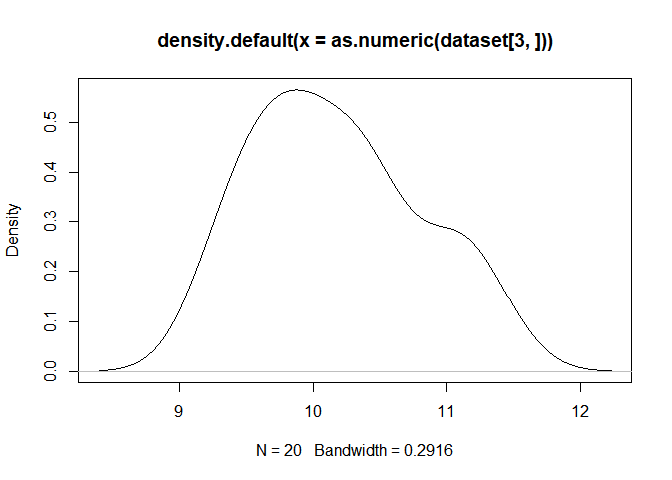 density.default(x = as.numeric(dataset[3, ]))
Density
0.0 0.1 0.2 0.3 0.4 0.5
9 10 11 12
N = 20 Bandwidth = 0.2916